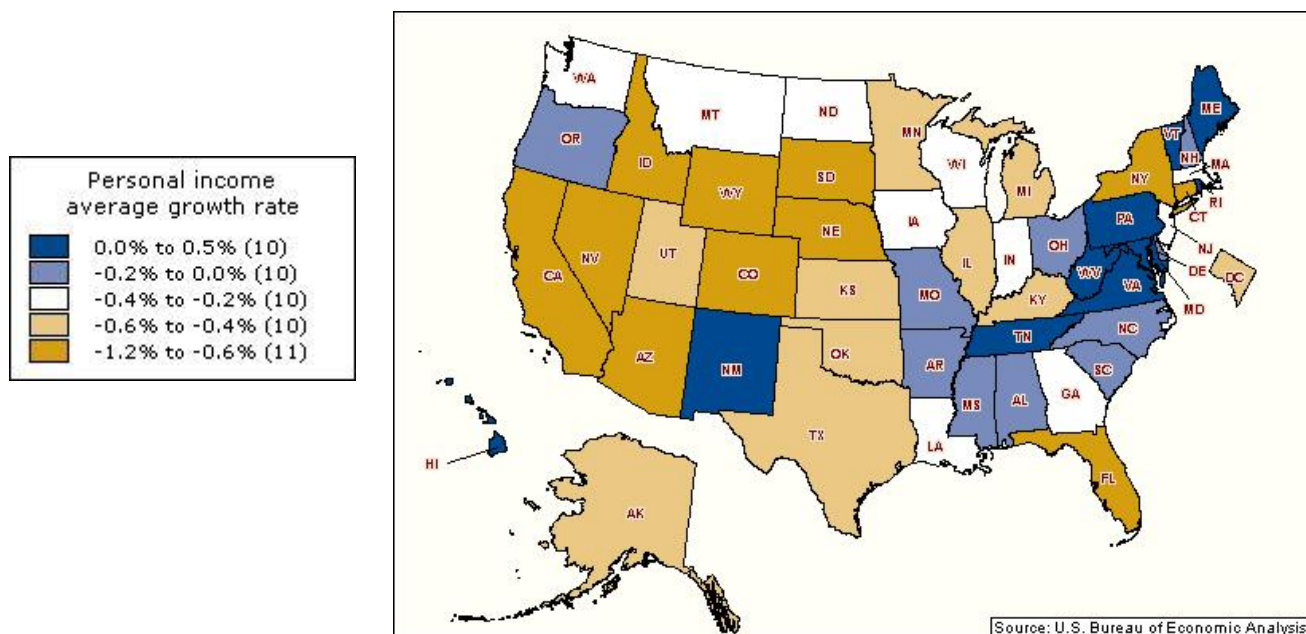 Personal income
average growth rate
0.0% to 0.5% (10)
-0.2% to 0.0% (10)
-0.4% to -0.2% (10)
-0.6% to -0.4% (10)
-1.2% to -0.6% (11)
WA
MT
ND
MN
ME
VT
NH
MA
OR
ID
WI
SD
MI
NY
RI
CT
WY
IA
PA
NE
OH
NJ
IN
IL
DE
NV
UT
CO
WV
DC
CA
VA
KS
MO
KY
MD
NC
TN
AZ
NM
OK
AR
SC
MS
AL
GA
TX
LA
HI
FL
AK
Source: U.S. Bureau of Economic Analysis